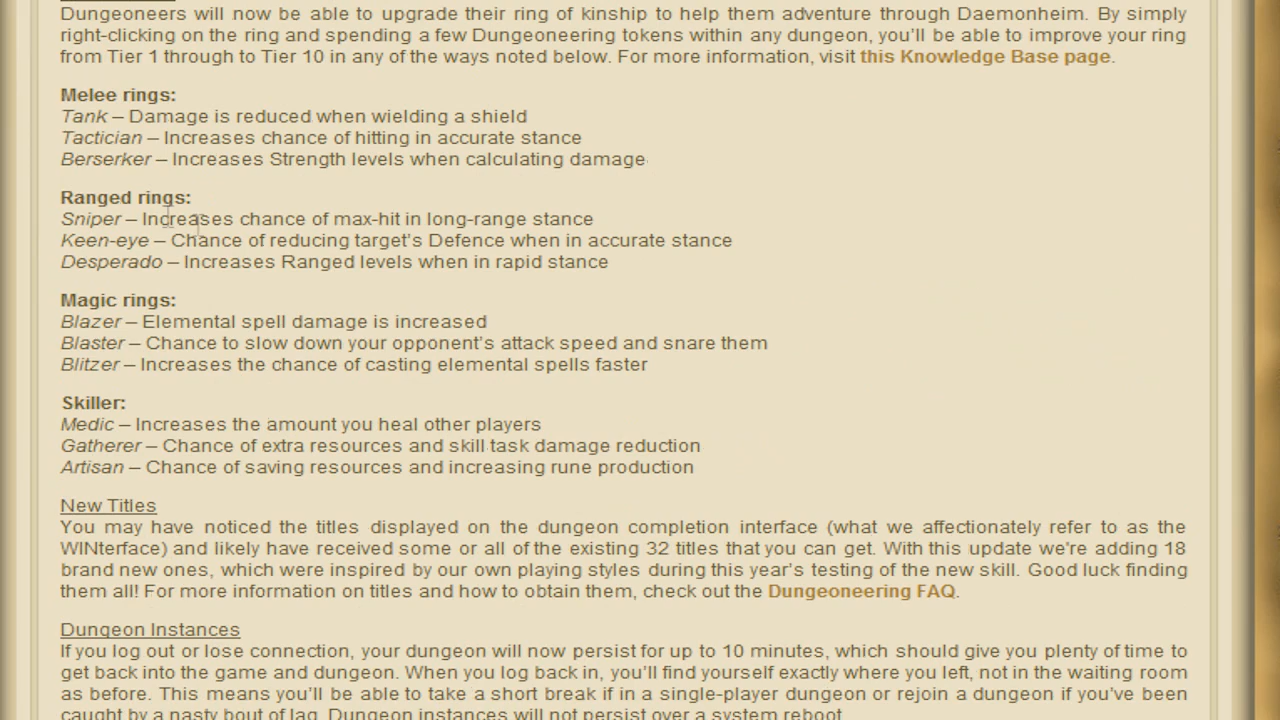 Dungeoneers will now be able to upgrade their ring of kinship to help them adventure through Daemonheim. By simply
right-clicking on the ring and spending a few Dungeoneering tokens within any dungeon, you'll be able to improve your ring
from Tier 1 through to Tier 10 in any of the ways noted below. For more information, visit this Knowledge Base page.
Melee rings:
Tank – Damage is reduced when wielding a shield
Tactician – Increases chance of hitting in accurate stance
Berserker – Increases Strength levels when calculating damage
Ranged rings:
Sniper – Increases chance of max-hit in long-range stance
Keen-eye – Chance of reducing target's Defence when in accurate stance
Desperado – Increases Ranged levels when in rapid stance
Magic rings:
Blazer – Elemental spell damage is increased
Blaster – Chance to slow down your opponent's attack speed and snare them
Blitzer – Increases the chance of casting elemental spells faster
Skiller:
Medic – Increases the amount you heal other players
Gatherer – Chance of extra resources and skill task damage reduction
Artisan – Chance of saving resources and increasing rune production
New Titles
You may have noticed the titles displayed on the dungeon completion interface (what we affectionately refer to as the
WINterface) and likely have received some or all of the existing 32 titles that you can get. With this update we're adding 18
brand new ones, which were inspired by our own playing styles during this year's testing of the new skill. Good luck finding
them all! For more information on titles and how to obtain them, check out the Dungeoneering FAQ.
Dungeon Instances
If you log out or lose connection, your dungeon will now persist for up to 10 minutes, which should give you plenty of time to
get back into the game and dungeon. When you log back in, you'll find yourself exactly where you left, not in the waiting room
as before. This means you'll be able to take a short break if in a single-player dungeon or rejoin a dungeon if you've been
caught by a nasty bout of lag. Dungeon instances will not persist over a system reboot